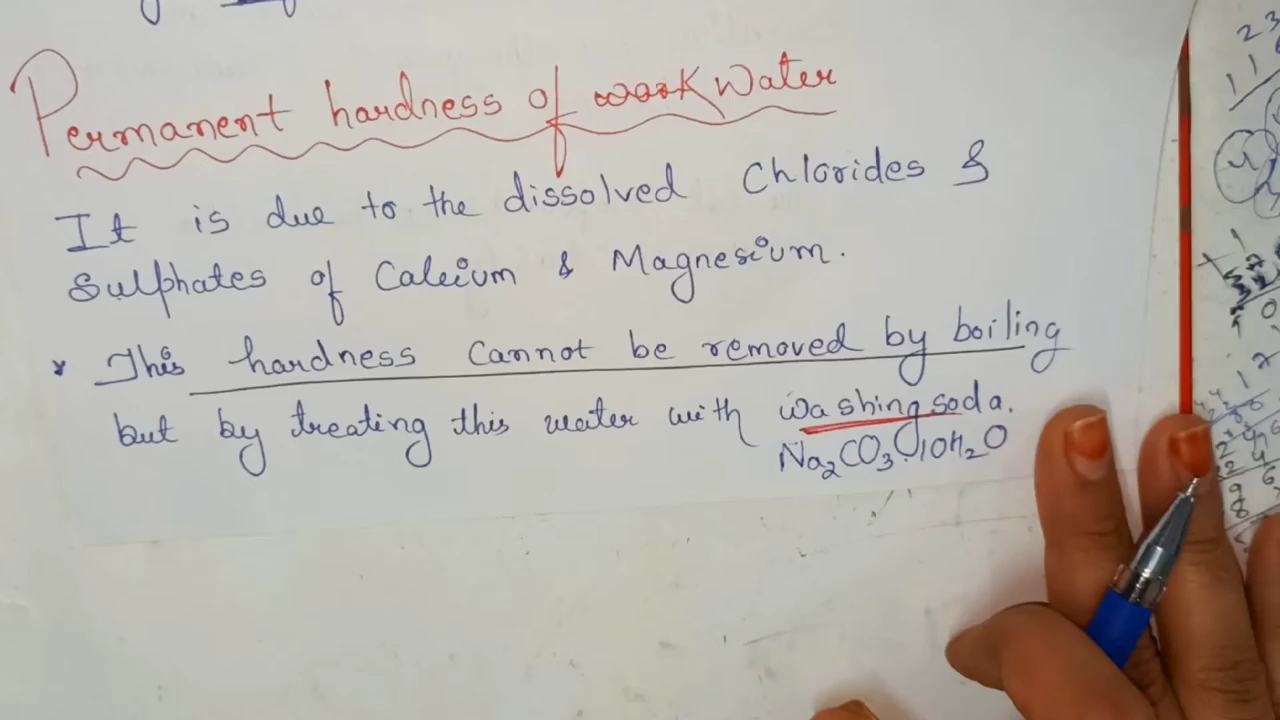 Permanent hardness of work Water
It is due to the dissolved Chlorides &
Sulphates of Calcium & Magnesium.
* This hardness cannot be removed by boiling
but by treating this water with washing soda.
Na₂CO₃.10H₂O